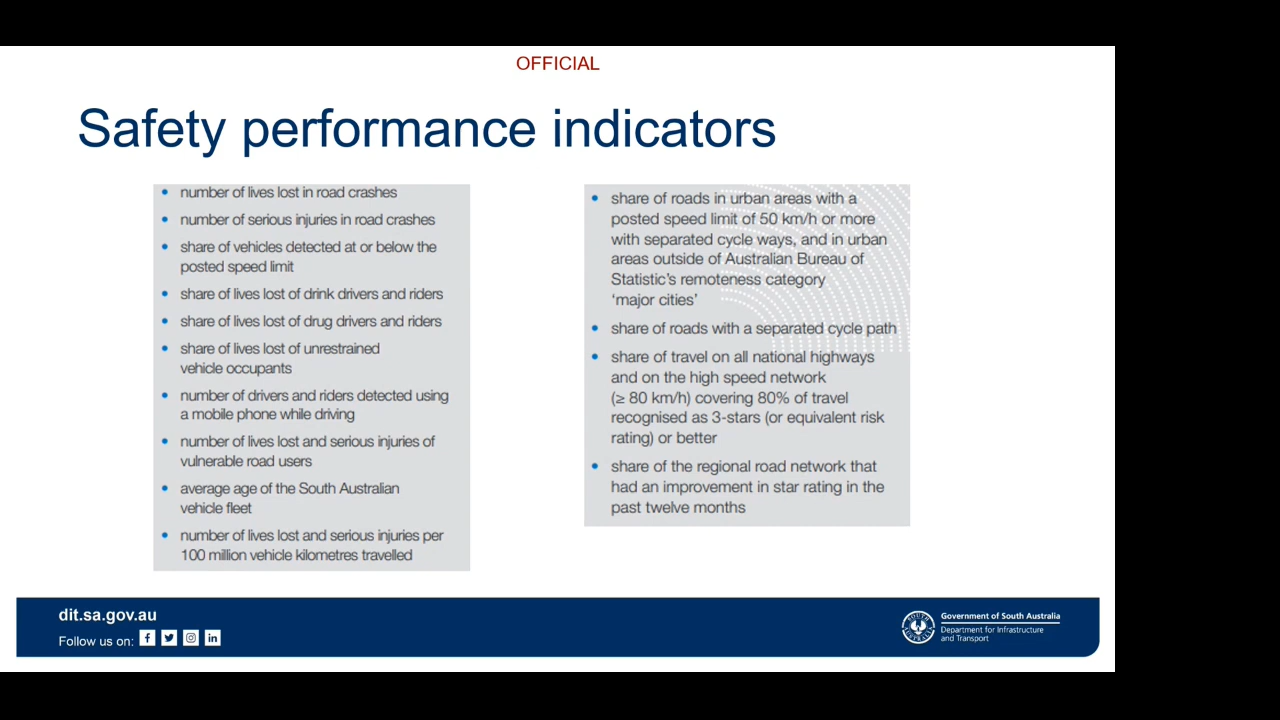 OFFICIAL
Safety performance indicators
• number of lives lost in road crashes
• number of serious injuries in road crashes
• share of vehicles detected at or below the
posted speed limit
• share of lives lost of drink drivers and riders
• share of lives lost of drug drivers and riders
• share of lives lost of unrestrained
vehicle occupants
• number of drivers and riders detected using
a mobile phone while driving
• number of lives lost and serious injuries of
vulnerable road users
• average age of the South Australian
vehicle fleet
• number of lives lost and serious injuries per
100 million vehicle kilometres travelled
• share of roads in urban areas with a
posted speed limit of 50 km/h or more
with separated cycle ways, and in urban
areas outside of Australian Bureau of
Statistic's remoteness category
'major cities'
• share of roads with a separated cycle path
• share of travel on all national highways
and on the high speed network
(≥ 80 km/h) covering 80% of travel
recognised as 3-stars (or equivalent risk
rating) or better
• share of the regional road network that
had an improvement in star rating in the
past twelve months
dit.sa.gov.au
Follow us on:
Government of South Australia
Department for Infrastructure
and Transport